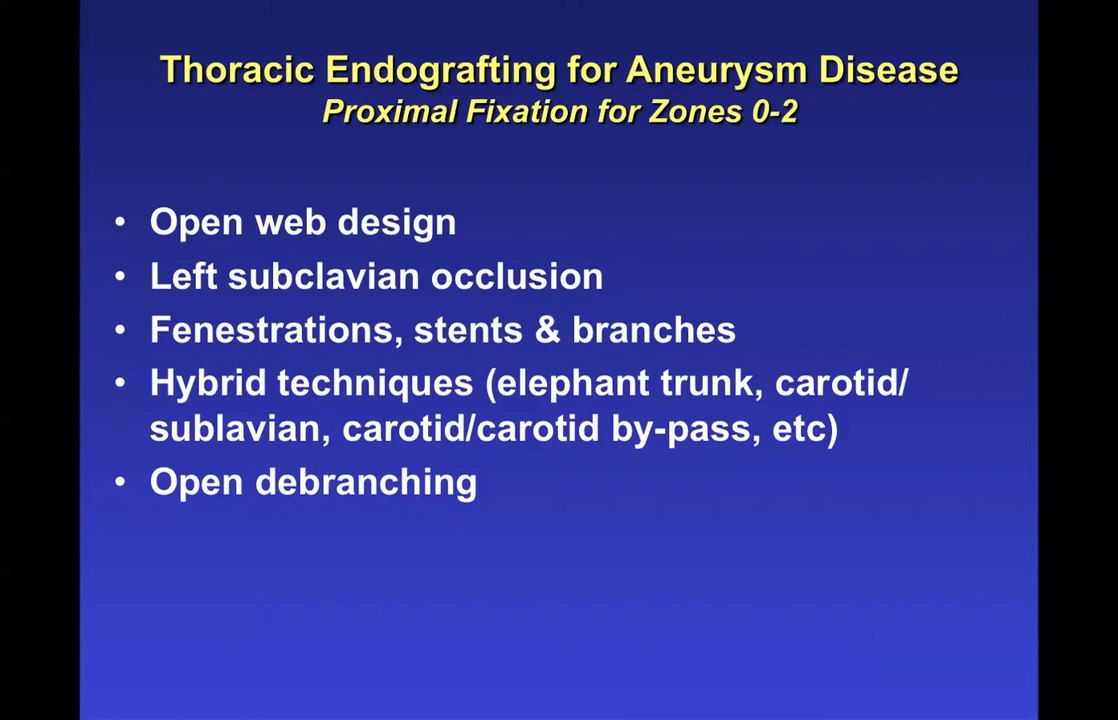 Thoracic Endografting for Aneurysm Disease
Proximal Fixation for Zones 0-2
• Open web design
• Left subclavian occlusion
• Fenestrations, stents & branches
• Hybrid techniques (elephant trunk, carotid/
sublavian, carotid/carotid by-pass, etc)
• Open debranching